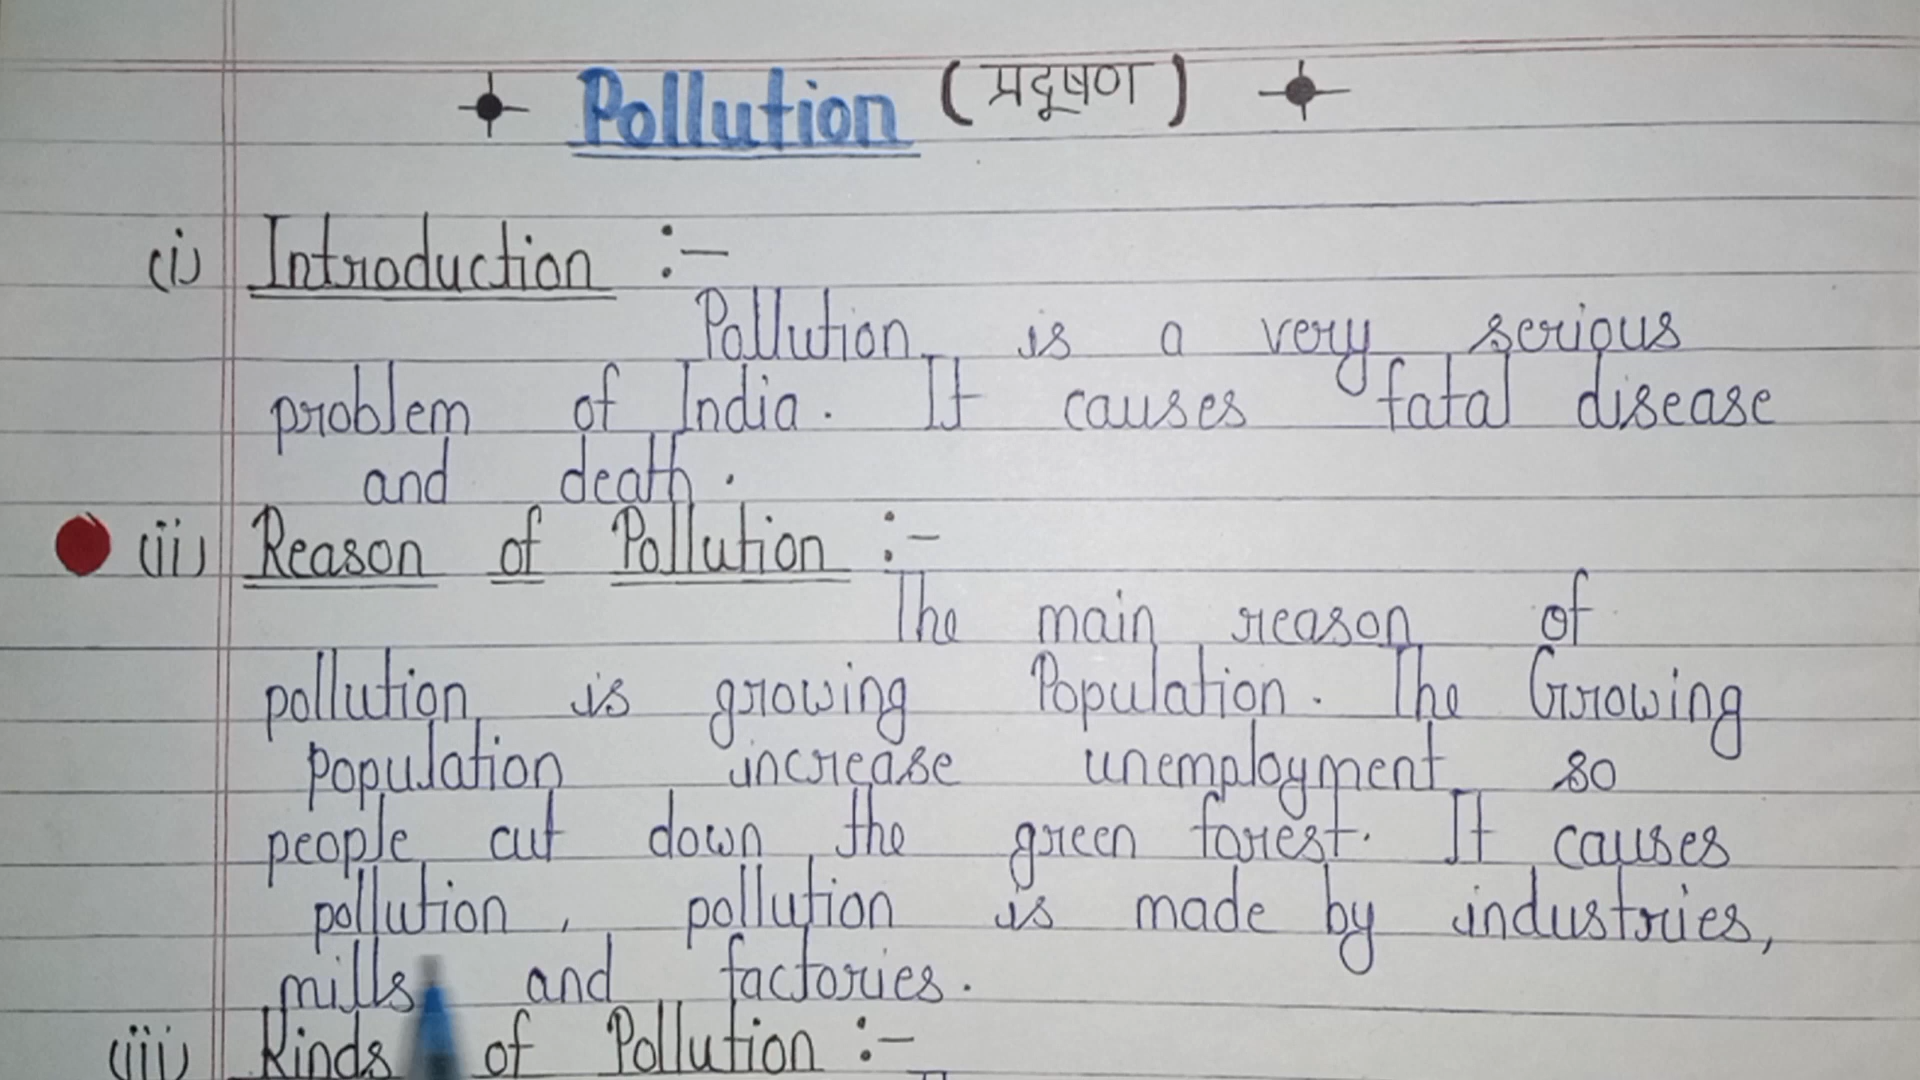 Pollution (प्रदूषण)
(i) Introduction :-
Pollution is a very serious
problem of India. It causes fatal disease
and death.
(ii) Reason of Pollution :-
The main reason of
pollution is growing Population. The Growing
population increase unemployment so
people cut down the green forest. It causes
pollution, pollution is made by industries,
mills and factories.
(iii) Kinds of Pollution :-